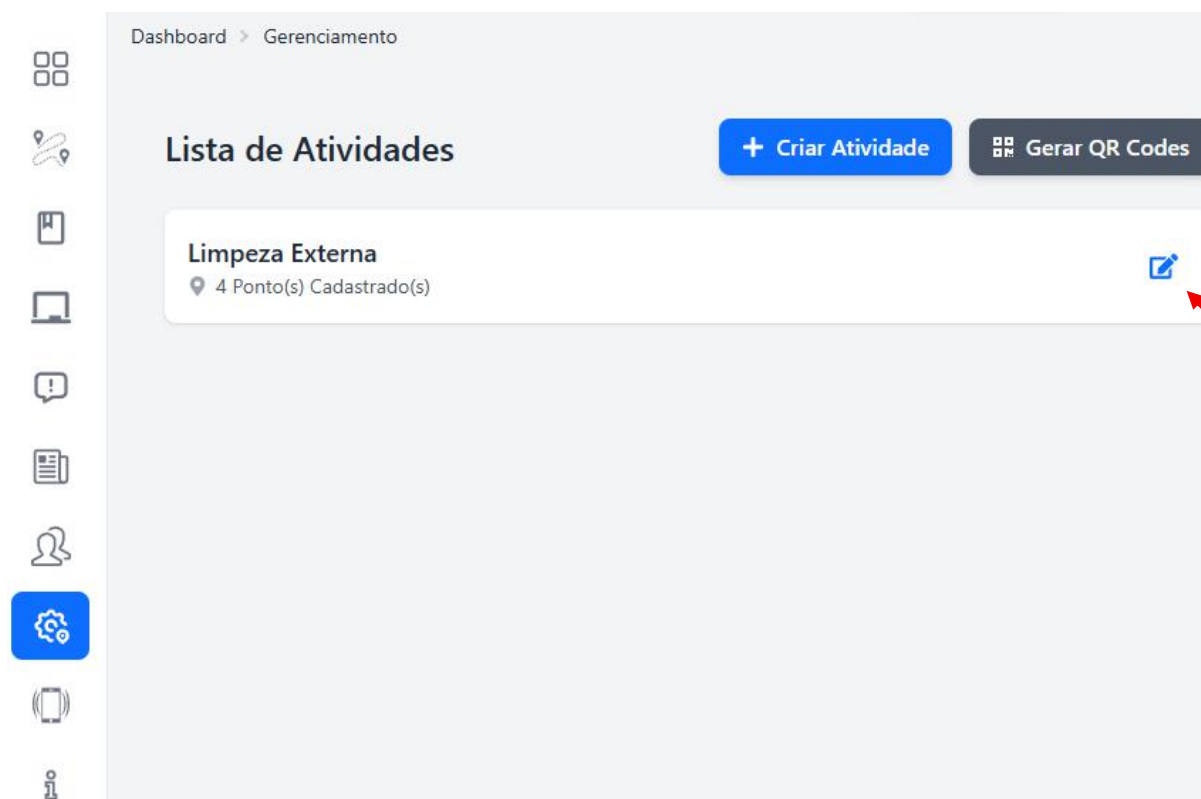 Dashboard > Gerenciamento
Lista de Atividades
+ Criar Atividade
Gerar QR Codes
Limpeza Externa
4 Ponto(s) Cadastrado(s)